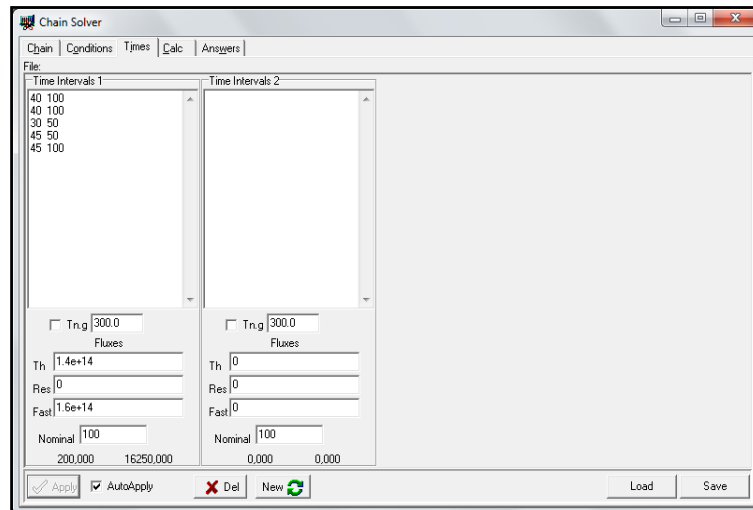 Chain Solver
Chain Conditions Times Calc Answers
File:
Time Intervals 1
40 100
40 100
30 50
45 50
45 100
Tn.g 300.0
Fluxes
Th 1.4e+14
Res 0
Fast 1.6e+14
Nominal 100
200,000 16250,000
Time Intervals 2
Tn.g 300.0
Fluxes
Th 0
Res 0
Fast 0
Nominal 100
0,000 0,000
Apply AutoApply Del New Load Save